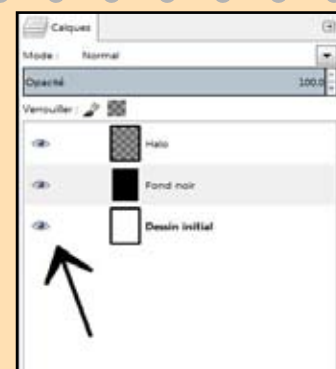 Calques
Mode : Normal
Opacité 100.0
Verrouiller :
Halo
Fond noir
Dessin initial